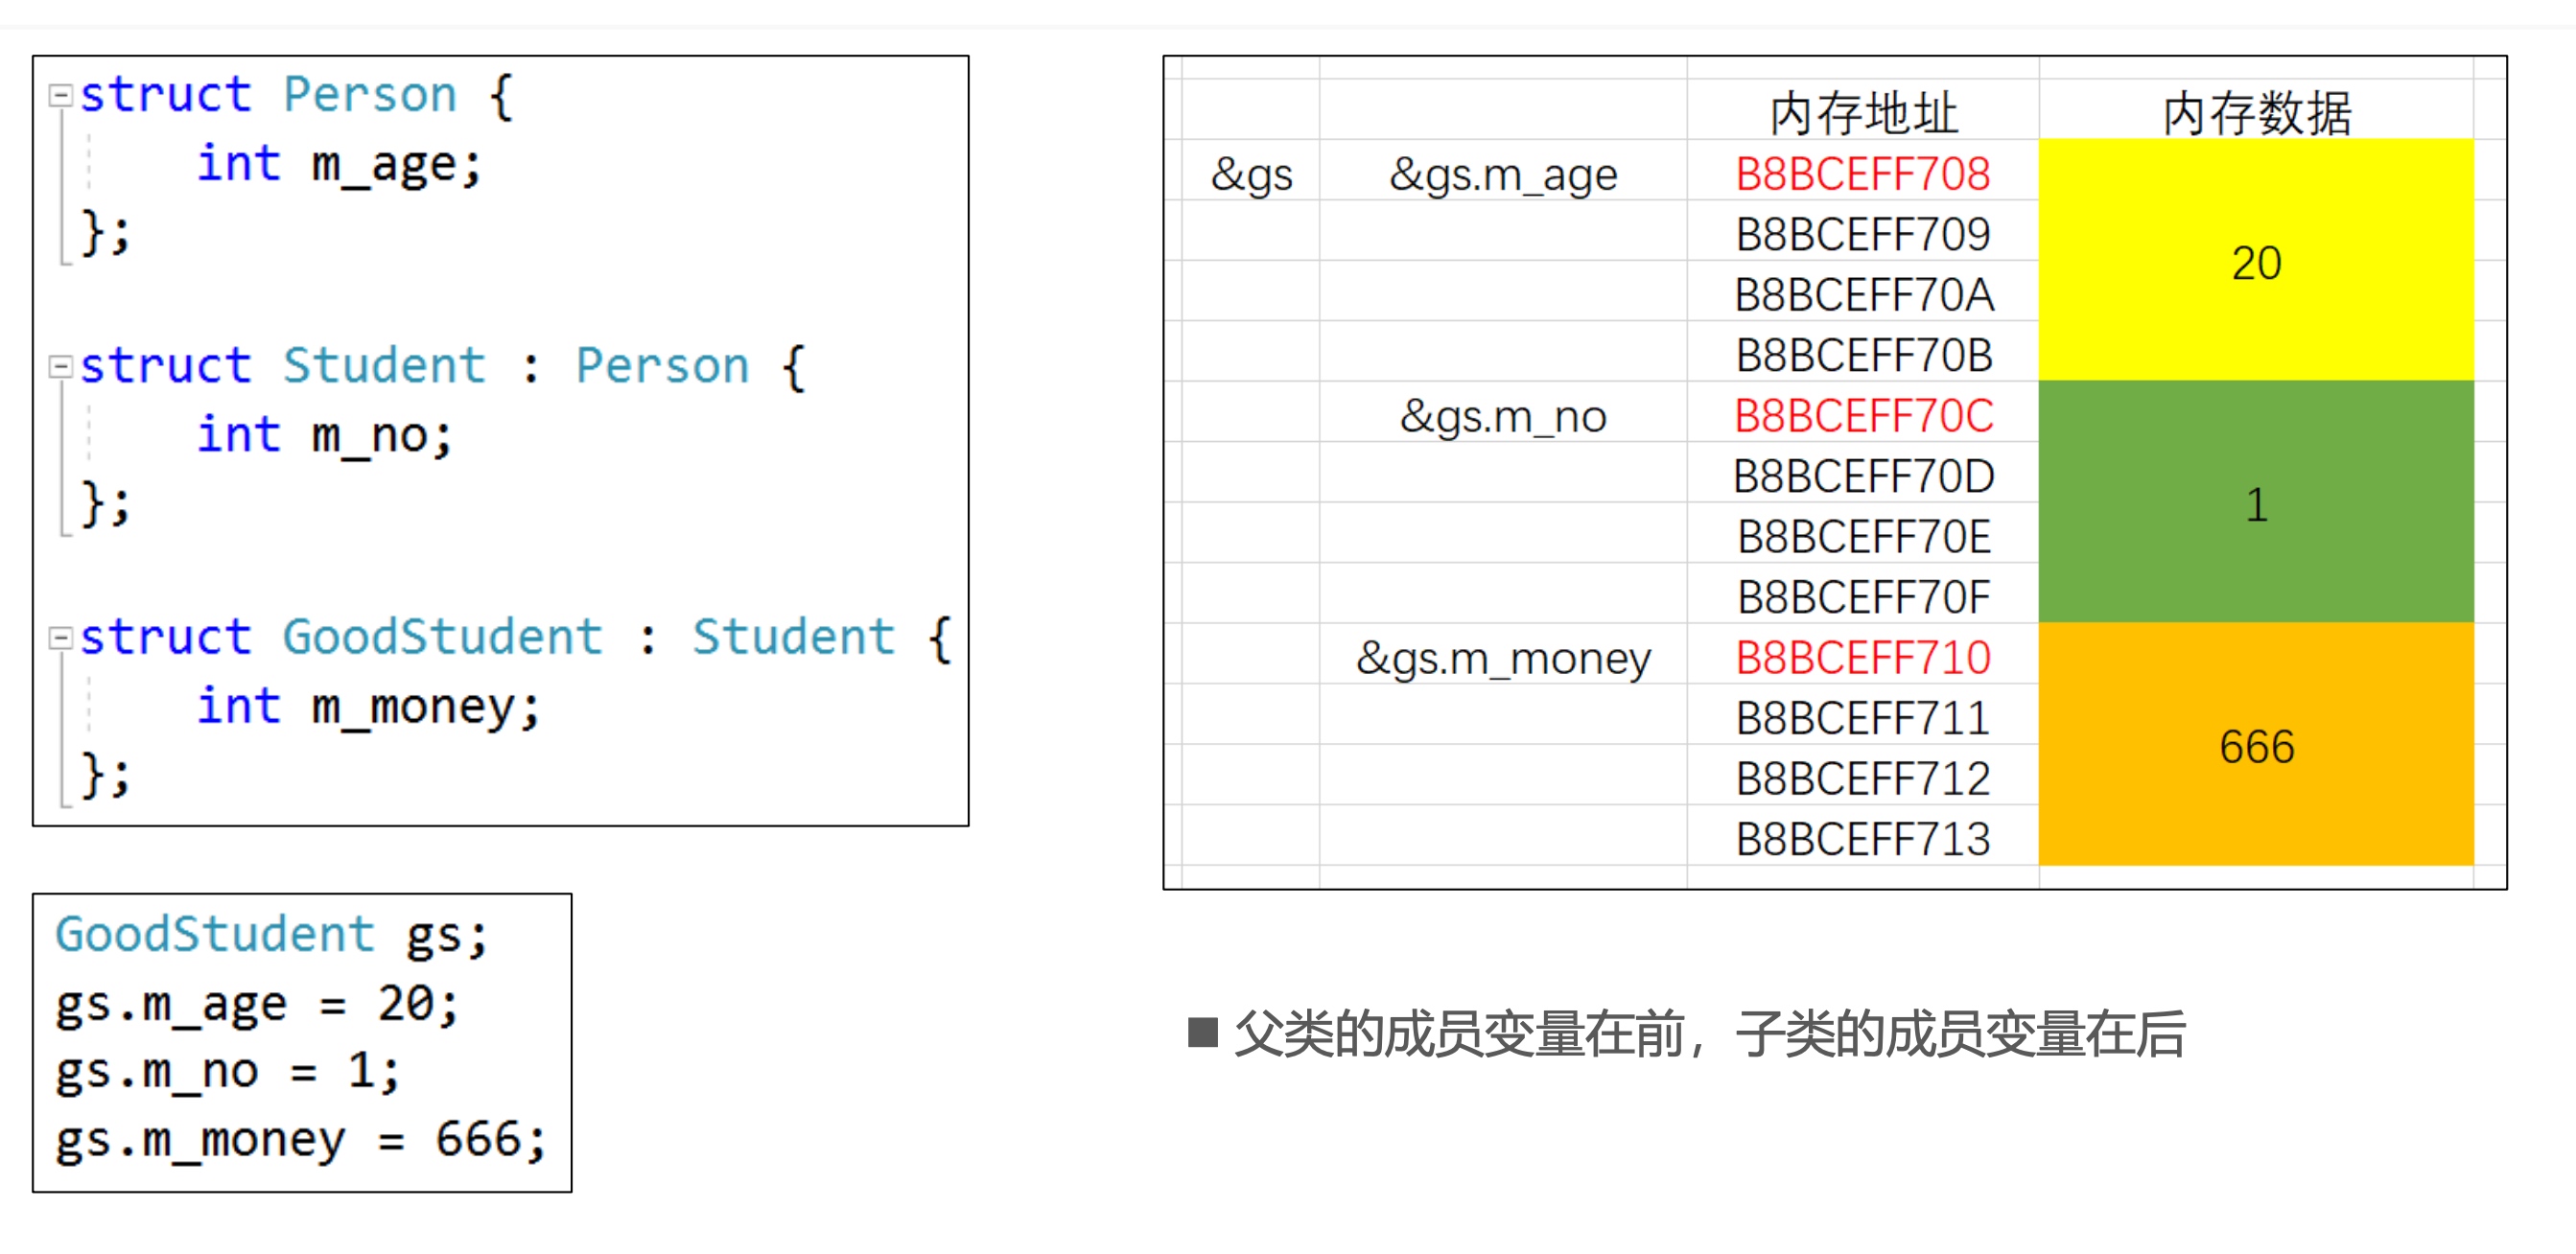 struct Person {
int m_age;
};
struct Student : Person {
int m_no;
};
struct GoodStudent : Student {
int m_money;
};
GoodStudent gs;
gs.m_age = 20;
gs.m_no = 1;
gs.m_money = 666;
内存地址 内存数据
&gs &gs.m_age B8BCEFF708
B8BCEFF709
20
B8BCEFF70A
B8BCEFF70B
&gs.m_no B8BCEFF70C
B8BCEFF70D
1
B8BCEFF70E
B8BCEFF70F
&gs.m_money B8BCEFF710
B8BCEFF711
666
B8BCEFF712
B8BCEFF713
■ 父类的成员变量在前，子类的成员变量在后